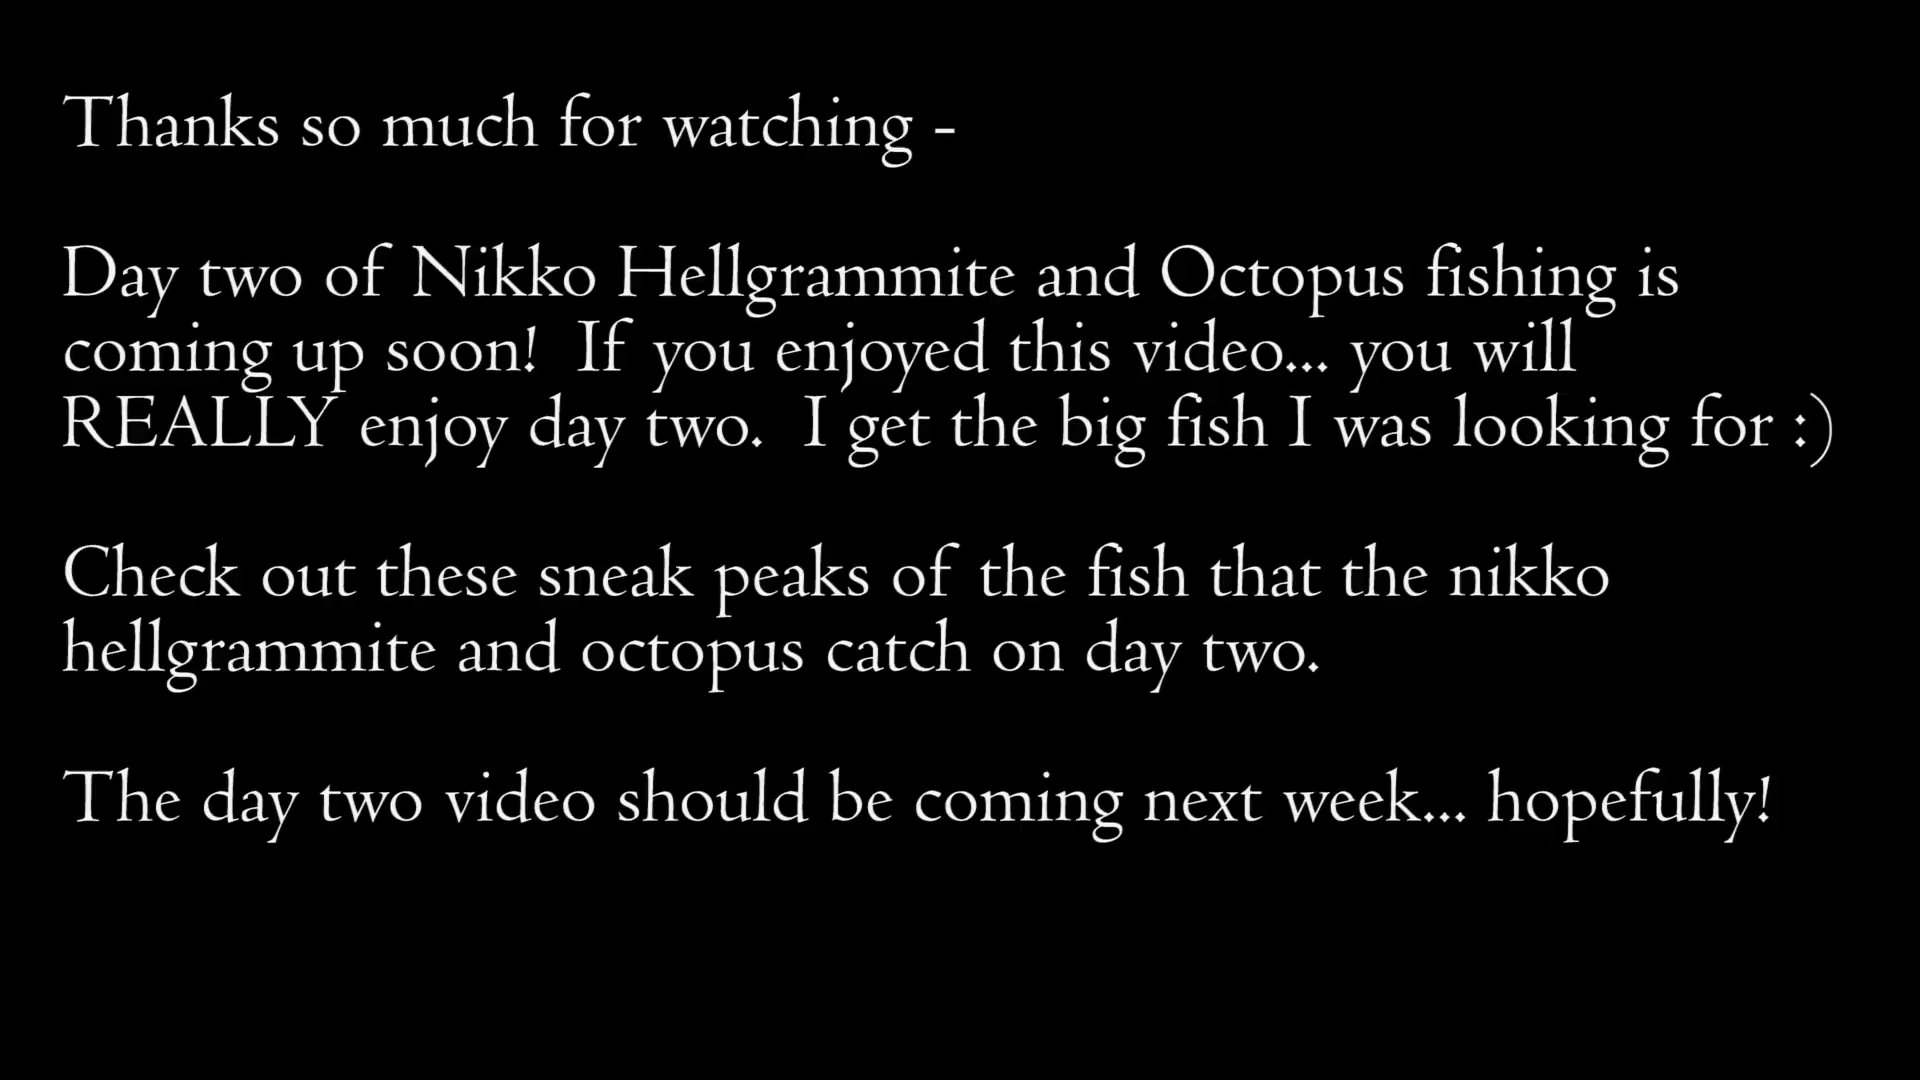 Thanks so much for watching -
Day two of Nikko Hellgrammite and Octopus fishing is
coming up soon!  If you enjoyed this video... you will
REALLY enjoy day two.  I get the big fish I was looking for :)
Check out these sneak peaks of the fish that the nikko
hellgrammite and octopus catch on day two.
The day two video should be coming next week... hopefully!